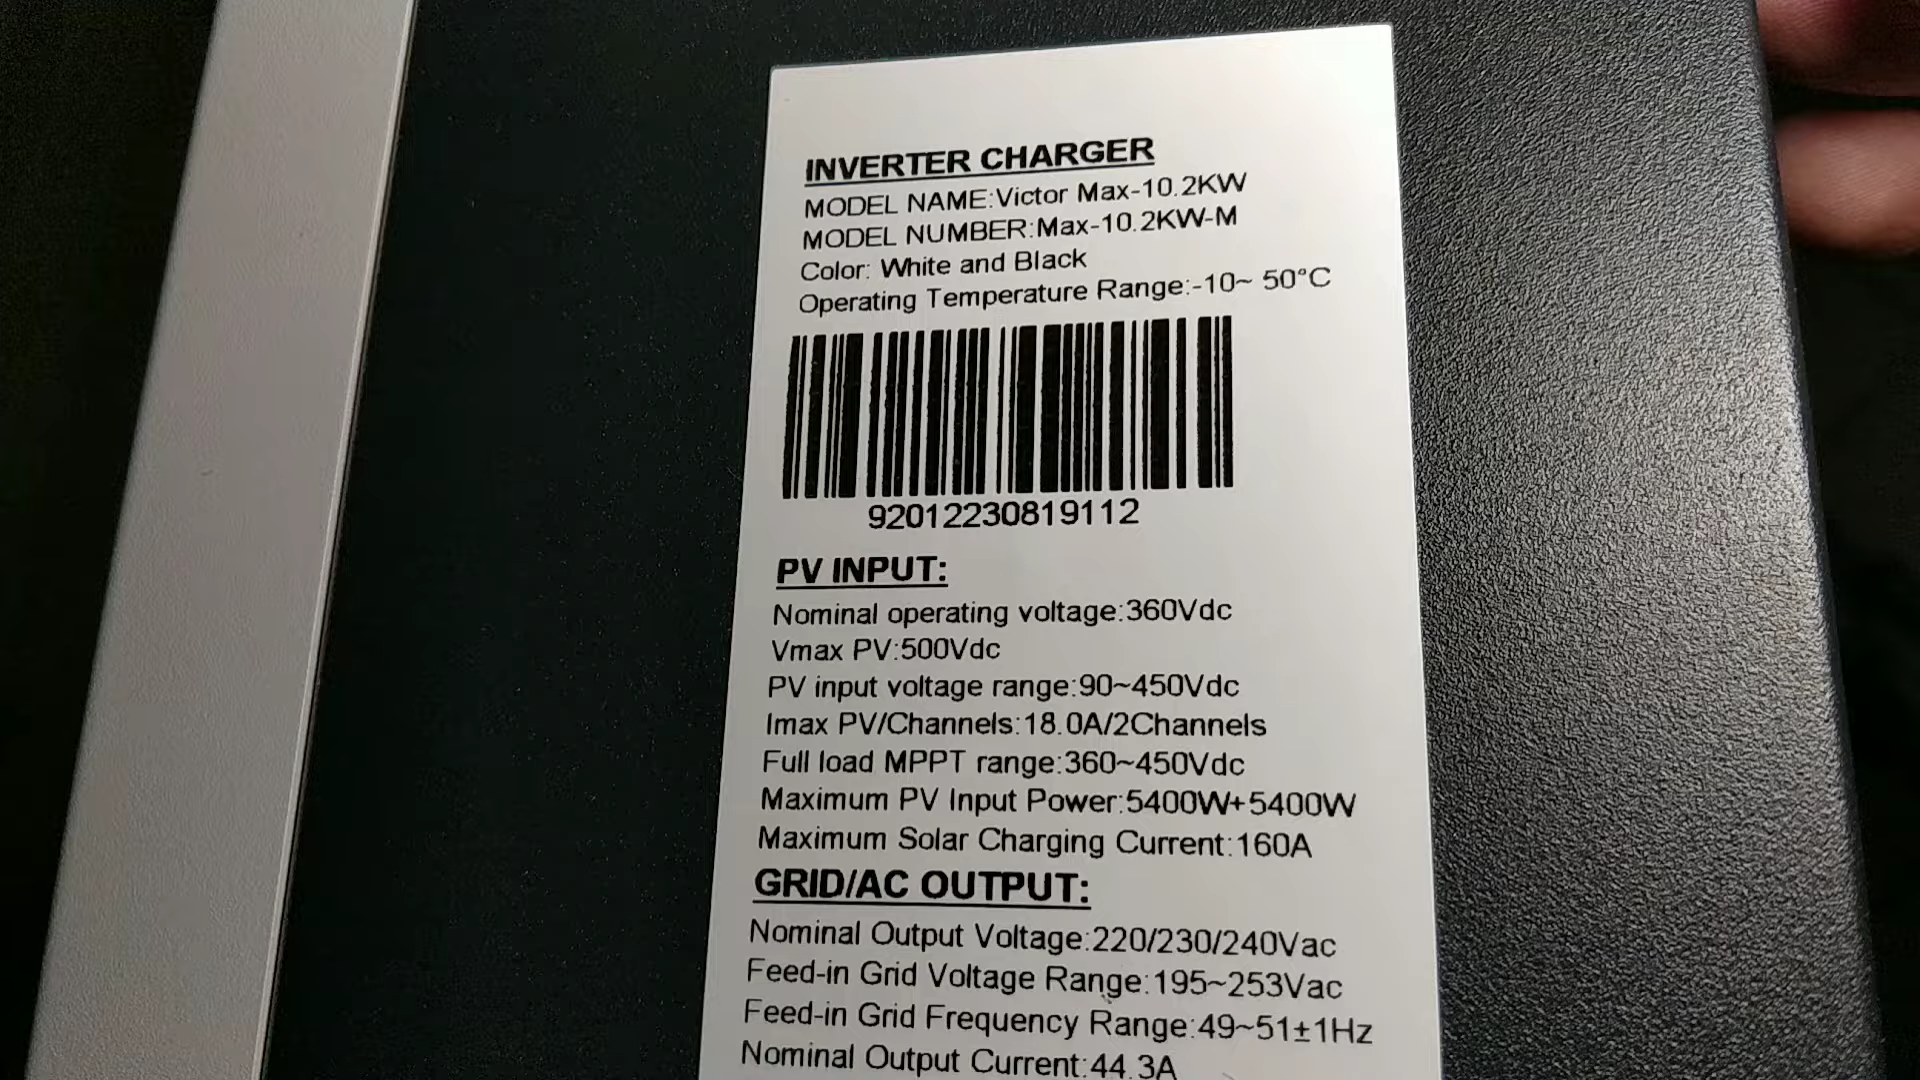 INVERTER CHARGER
MODEL NAME:Victor Max-10.2KW
MODEL NUMBER:Max-10.2KW-M
Color: White and Black
Operating Temperature Range:-10~ 50°C
92012230819112
PV INPUT:
Nominal operating voltage:360Vdc
Vmax PV:500Vdc
PV input voltage range:90~450Vdc
Imax PV/Channels:18.0A/2Channels
Full load MPPT range:360~450Vdc
Maximum PV Input Power:5400W+5400W
Maximum Solar Charging Current:160A
GRID/AC OUTPUT:
Nominal Output Voltage:220/230/240Vac
Feed-in Grid Voltage Range:195~253Vac
Feed-in Grid Frequency Range:49~51±1Hz
Nominal Output Current:44.3A